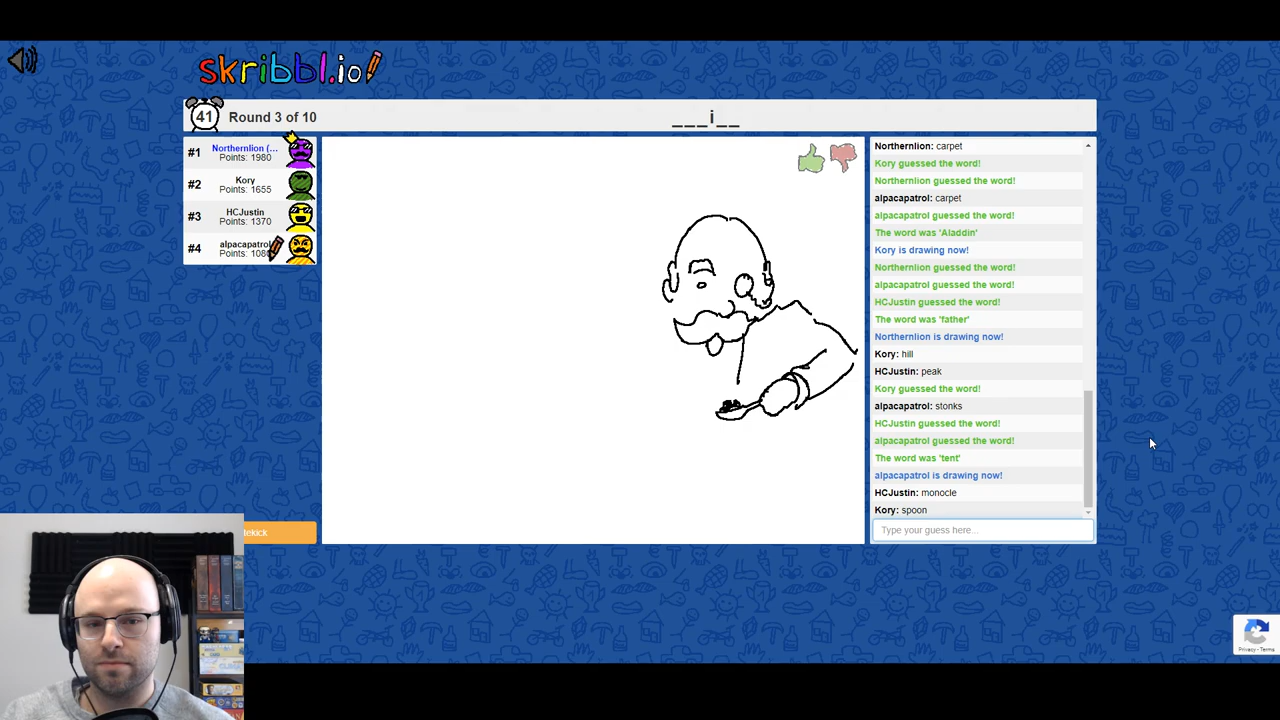 skribbl.io
41
Round 3 of 10
___i__
#1
Northernlion (...
Points: 1980
#2
Kory
Points: 1655
#3
HCJustin
Points: 1370
#4
alpacapatrol
Points: 1080
Northernlion: carpet
Kory guessed the word!
Northernlion guessed the word!
alpacapatrol: carpet
alpacapatrol guessed the word!
The word was 'Aladdin'
Kory is drawing now!
Northernlion guessed the word!
alpacapatrol guessed the word!
HCJustin guessed the word!
The word was 'father'
Northernlion is drawing now!
Kory: hill
HCJustin: peak
Kory guessed the word!
alpacapatrol: stonks
HCJustin guessed the word!
alpacapatrol guessed the word!
The word was 'tent'
alpacapatrol is drawing now!
HCJustin: monocle
Kory: spoon
Type your guess here...
Privacy - Terms